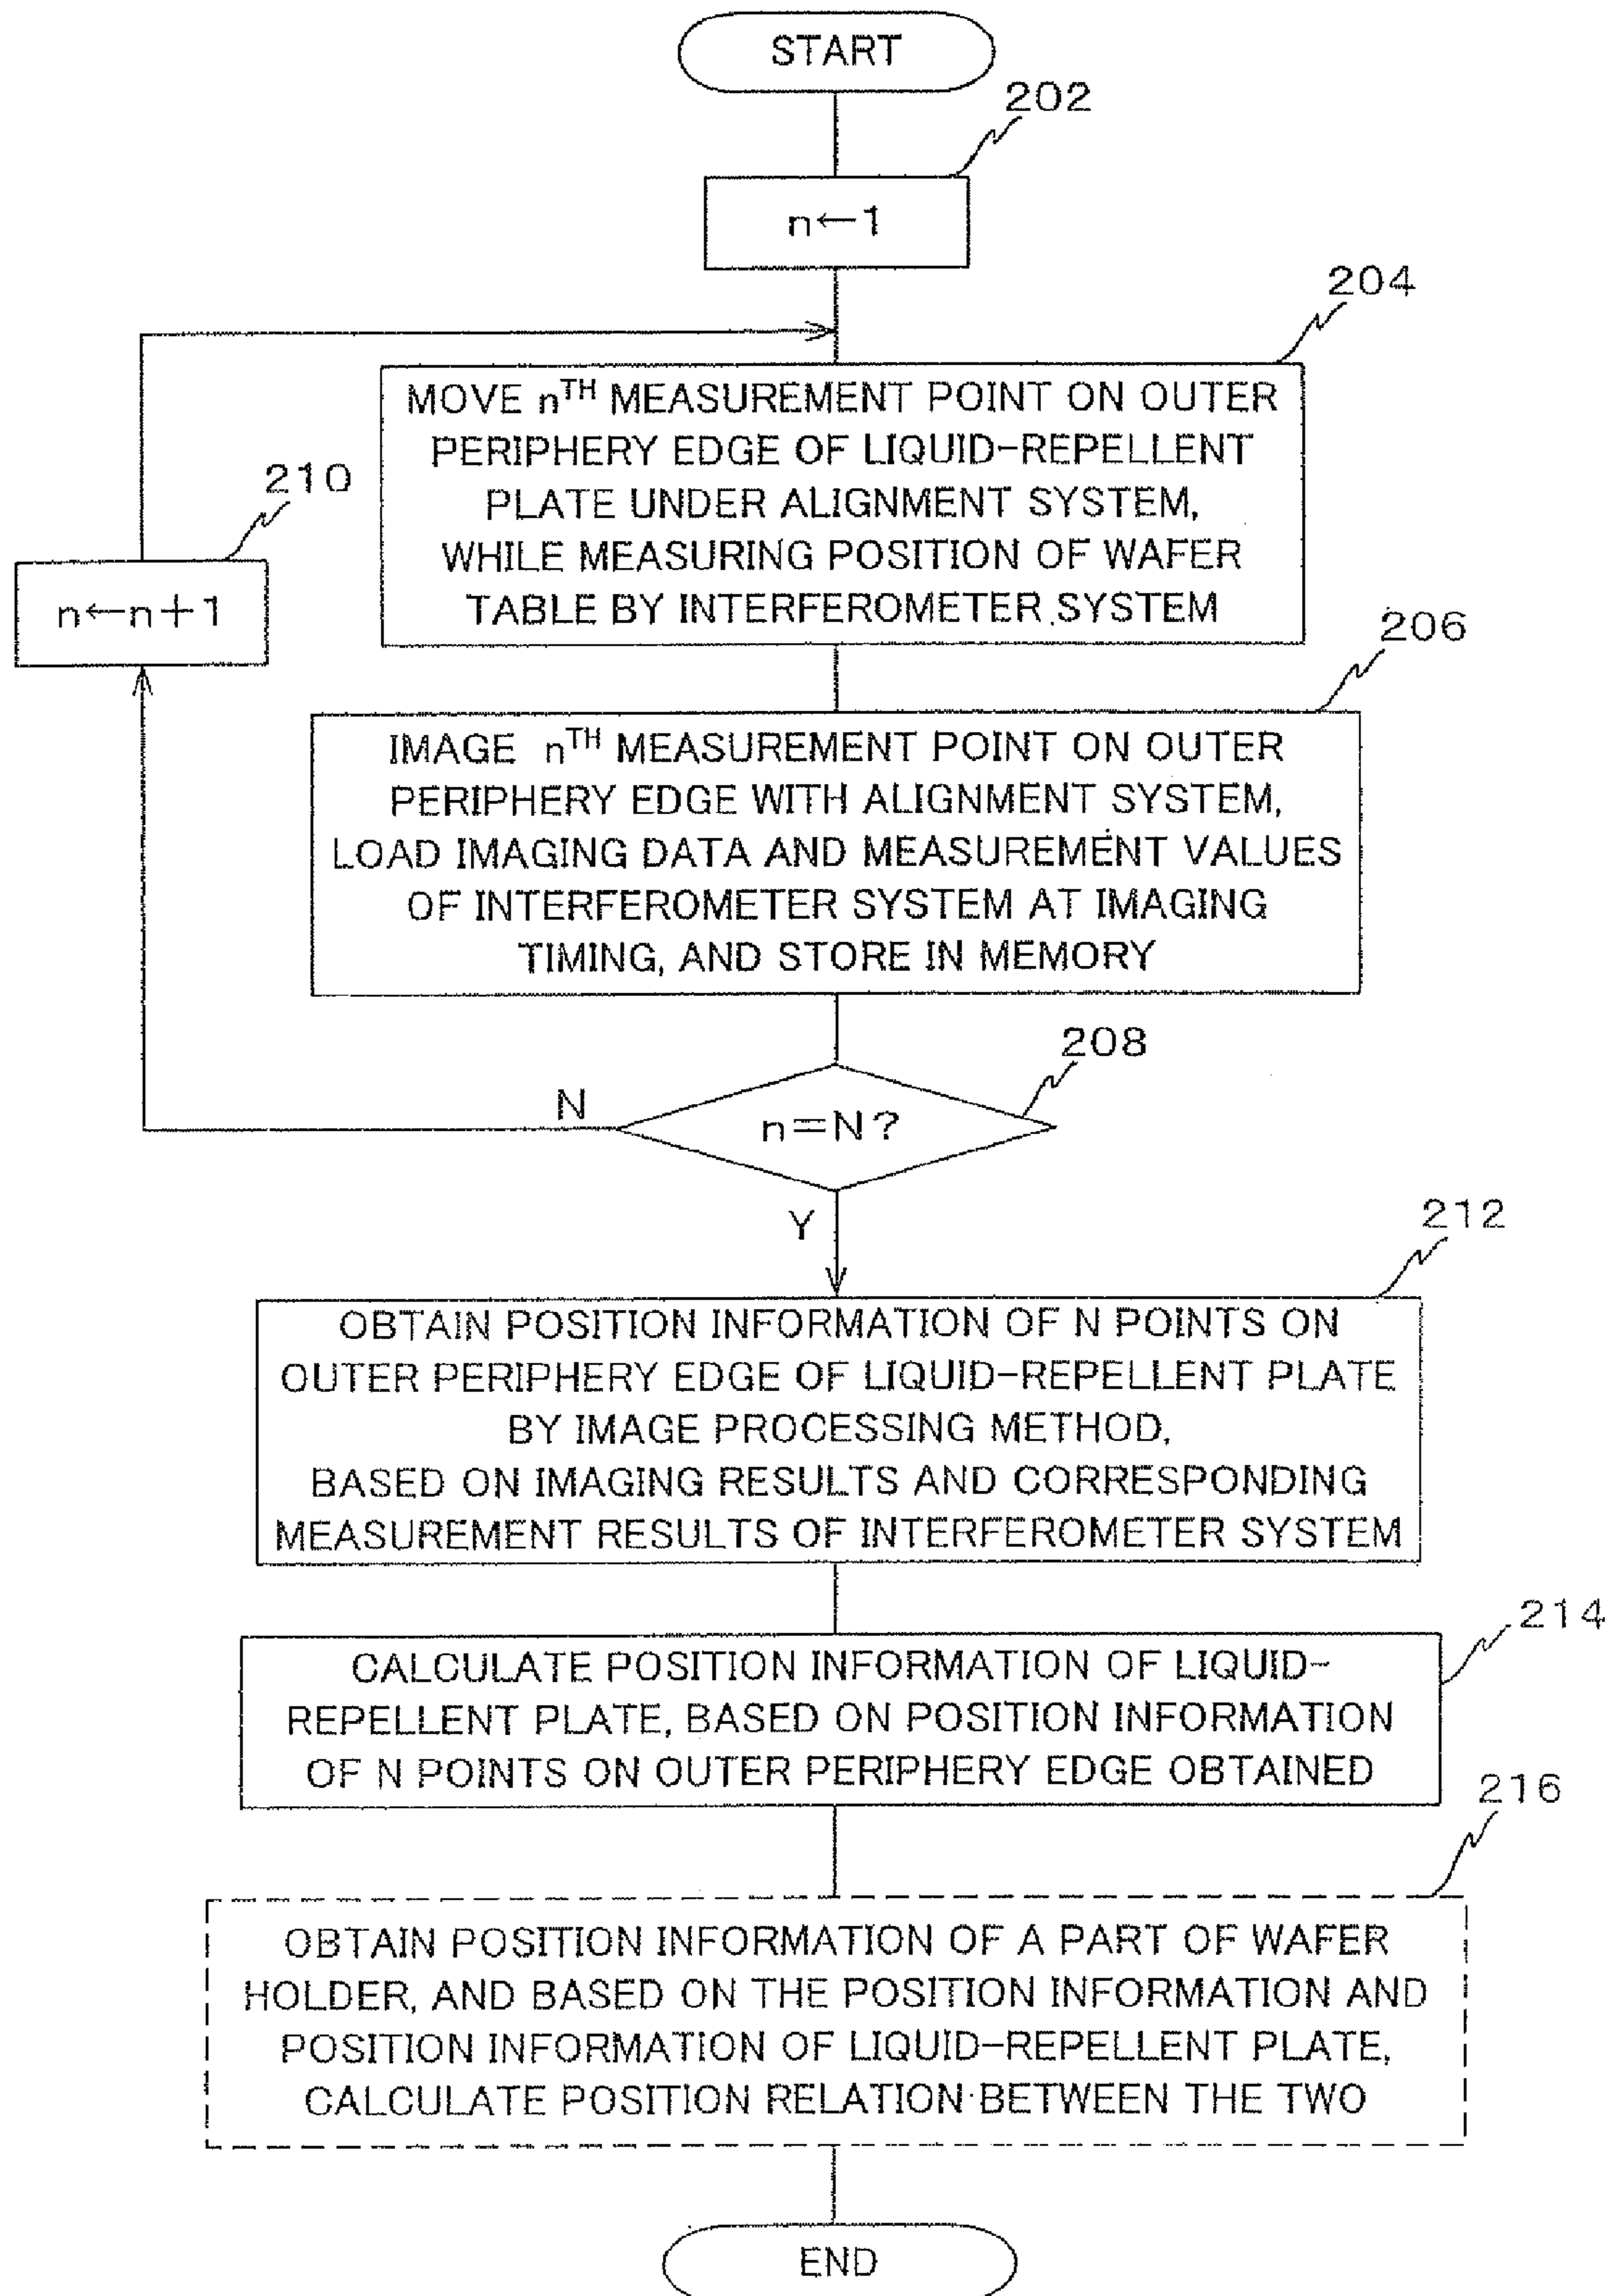 START
202
n←1
204
MOVE nTH MEASUREMENT POINT ON OUTER
PERIPHERY EDGE OF LIQUID-REPELLENT
PLATE UNDER ALIGNMENT SYSTEM,
WHILE MEASURING POSITION OF WAFER
TABLE BY INTERFEROMETER SYSTEM
210
n←n+1
206
IMAGE nTH MEASUREMENT POINT ON OUTER
PERIPHERY EDGE WITH ALIGNMENT SYSTEM,
LOAD IMAGING DATA AND MEASUREMENT VALUES
OF INTERFEROMETER SYSTEM AT IMAGING
TIMING, AND STORE IN MEMORY
208
N
n=N?
Y
212
OBTAIN POSITION INFORMATION OF N POINTS ON
OUTER PERIPHERY EDGE OF LIQUID-REPELLENT PLATE
BY IMAGE PROCESSING METHOD,
BASED ON IMAGING RESULTS AND CORRESPONDING
MEASUREMENT RESULTS OF INTERFEROMETER SYSTEM
214
CALCULATE POSITION INFORMATION OF LIQUID-
REPELLENT PLATE, BASED ON POSITION INFORMATION
OF N POINTS ON OUTER PERIPHERY EDGE OBTAINED
216
OBTAIN POSITION INFORMATION OF A PART OF WAFER
HOLDER, AND BASED ON THE POSITION INFORMATION AND
POSITION INFORMATION OF LIQUID-REPELLENT PLATE,
CALCULATE POSITION RELATION BETWEEN THE TWO
END